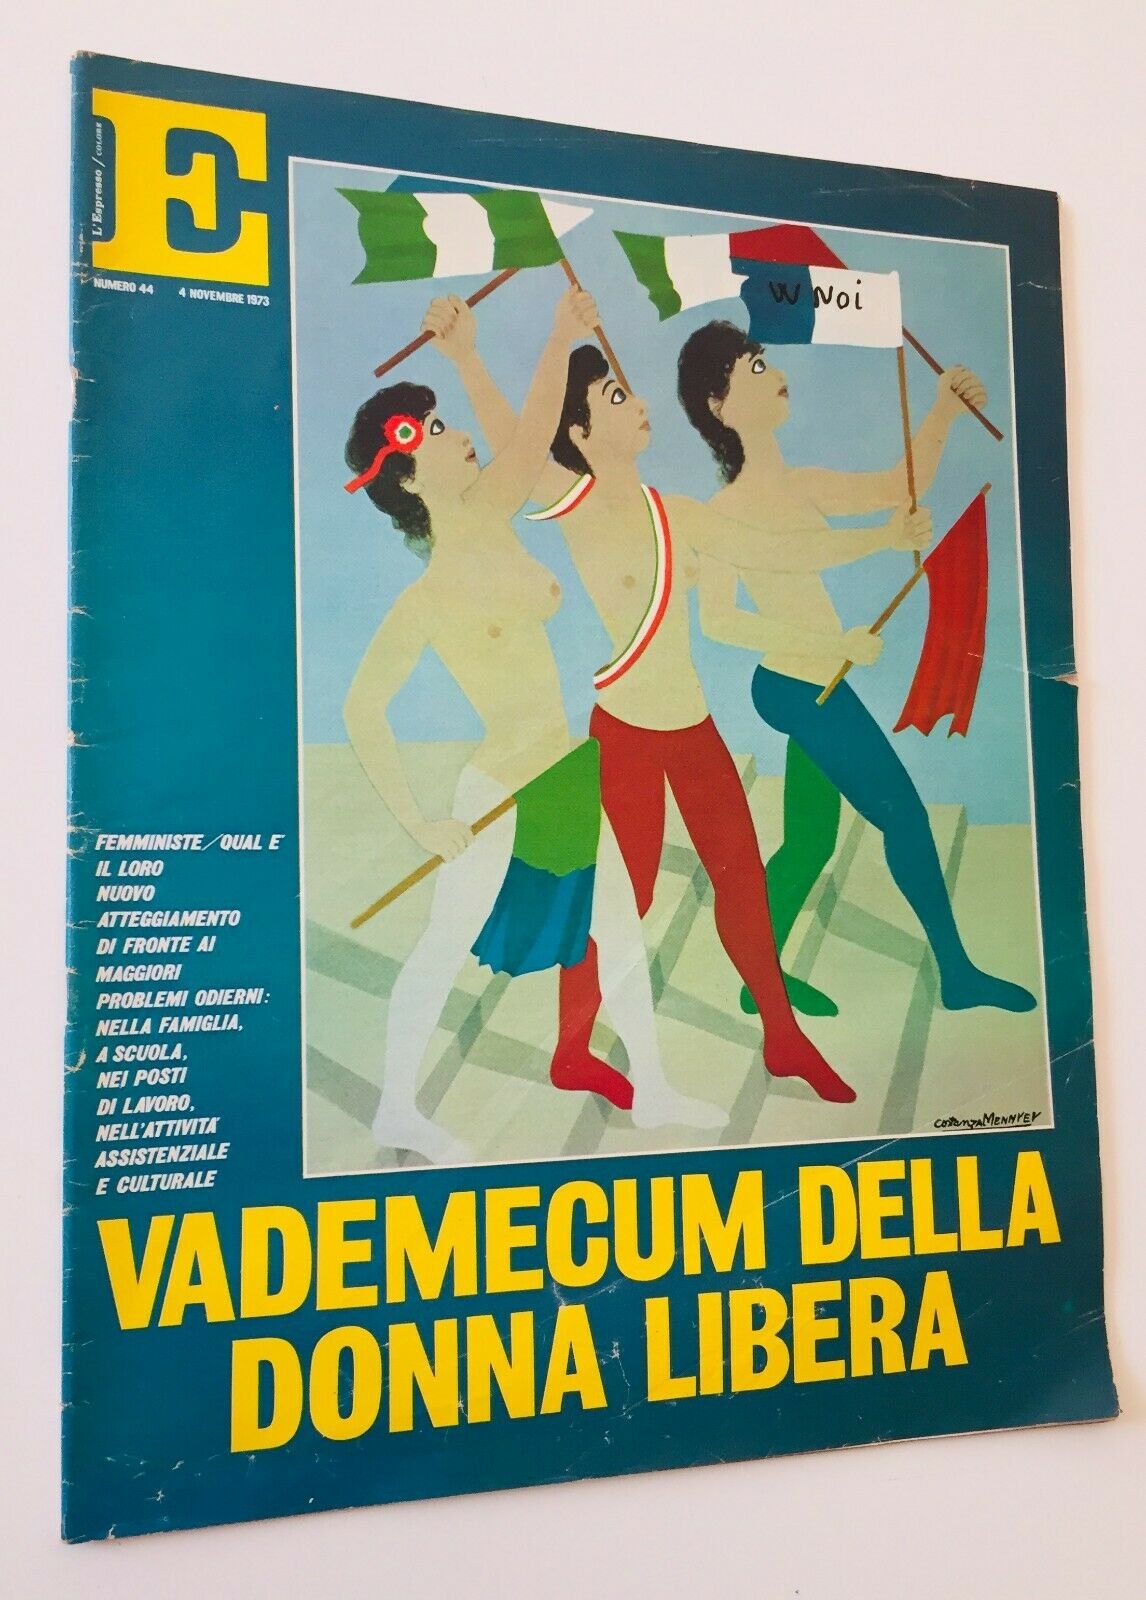 E
L'Espresso / COLORE
NUMERO 44 4 NOVEMBRE 1973
W NOi
FEMMINISTE/QUAL E'
IL LORO
NUOVO
ATTEGGIAMENTO
DI FRONTE AI
MAGGIORI
PROBLEMI ODIERNI:
NELLA FAMIGLIA,
A SCUOLA,
NEI POSTI
DI LAVORO,
NELL'ATTIVITA'
ASSISTENZIALE
E CULTURALE
costanzaMENNYEY
VADEMECUM DELLA
DONNA LIBERA